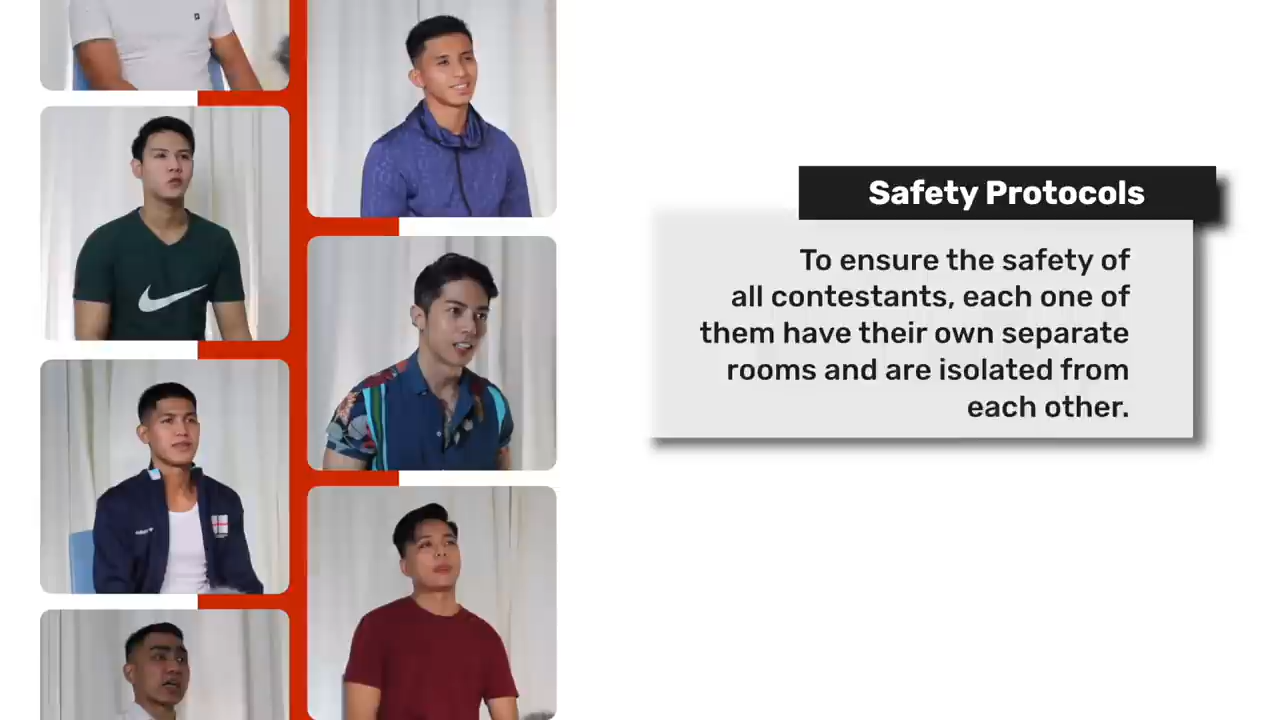 Safety Protocols
To ensure the safety of
all contestants, each one of
them have their own separate
rooms and are isolated from
each other.